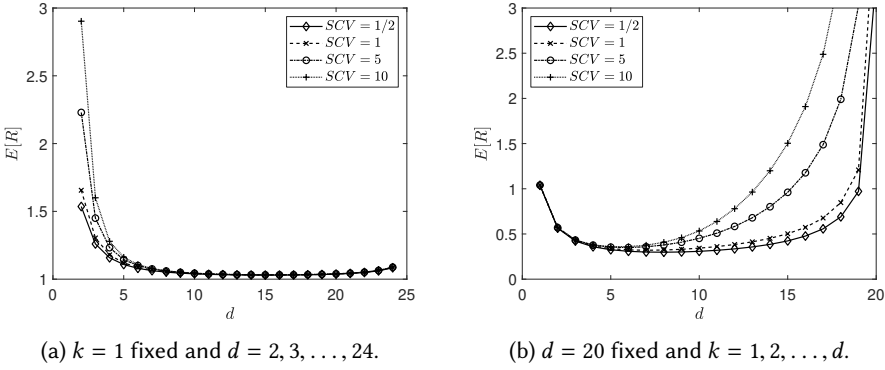 3
2.5
2
1.5
1
0 5 10 15 20 25
E[R]
d
SCV = 1/2
SCV = 1
SCV = 5
SCV = 10
(a) k = 1 fixed and d = 2, 3, . . . , 24.
3
2.5
2
1.5
1
0.5
0
0 5 10 15 20
E[R]
d
SCV = 1/2
SCV = 1
SCV = 5
SCV = 10
(b) d = 20 fixed and k = 1, 2, . . . , d.